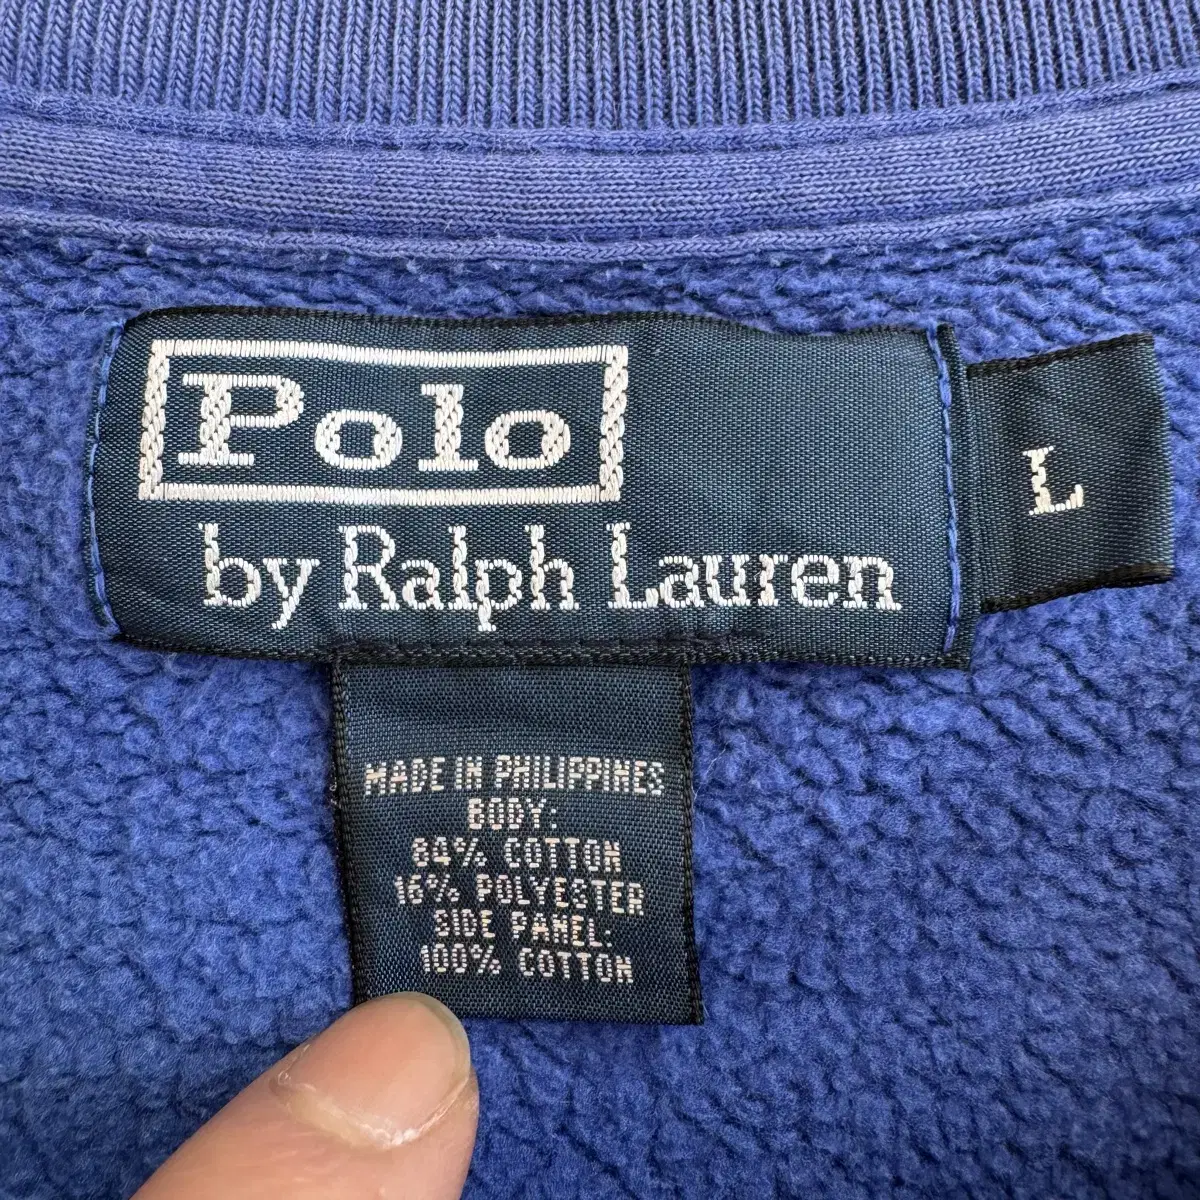 Polo
by Ralph Lauren
L
MADE IN PHILIPPINES
BODY:
84% COTTON
16% POLYESTER
SIDE PANEL:
100% COTTON